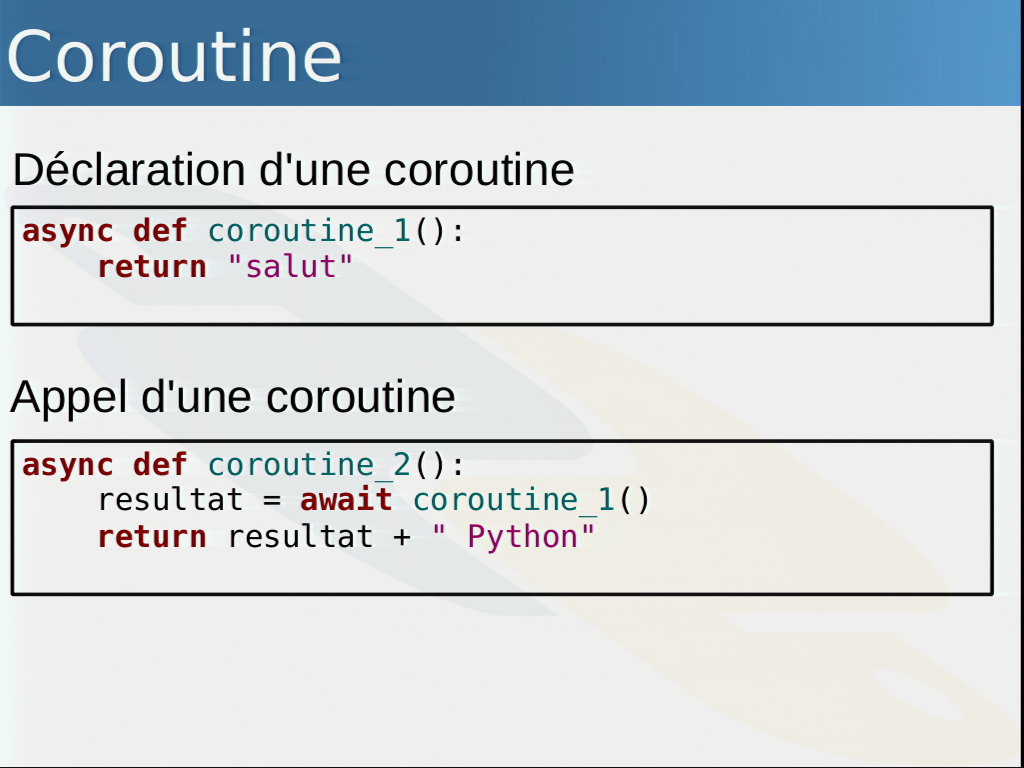 Coroutine
Déclaration d'une coroutine
async def coroutine_1():
    return "salut"
Appel d'une coroutine
async def coroutine_2():
    resultat = await coroutine_1()
    return resultat + " Python"